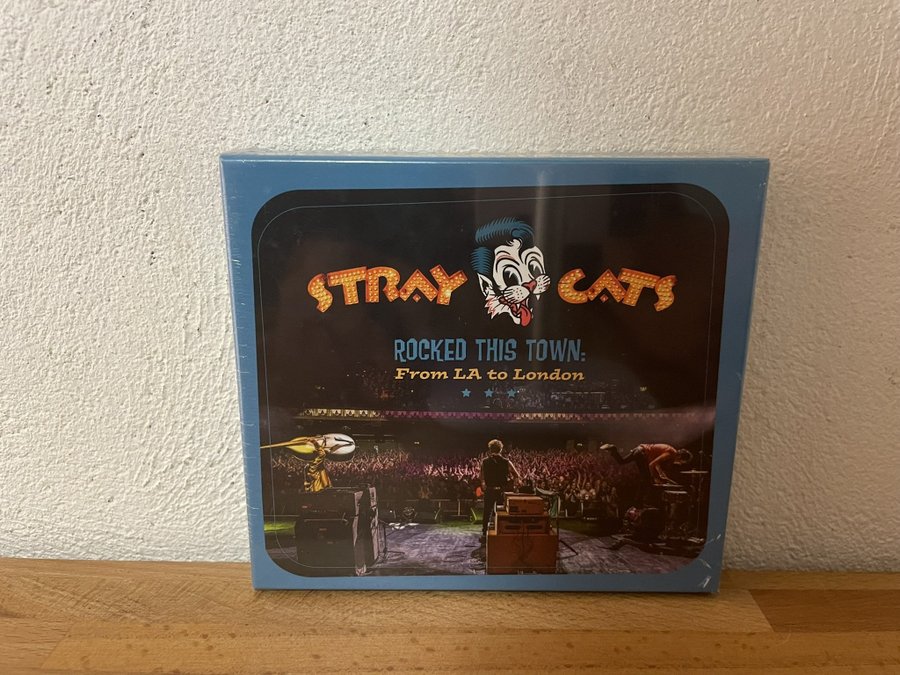 STRAY CATS
ROCKED THIS TOWN:
From LA to London